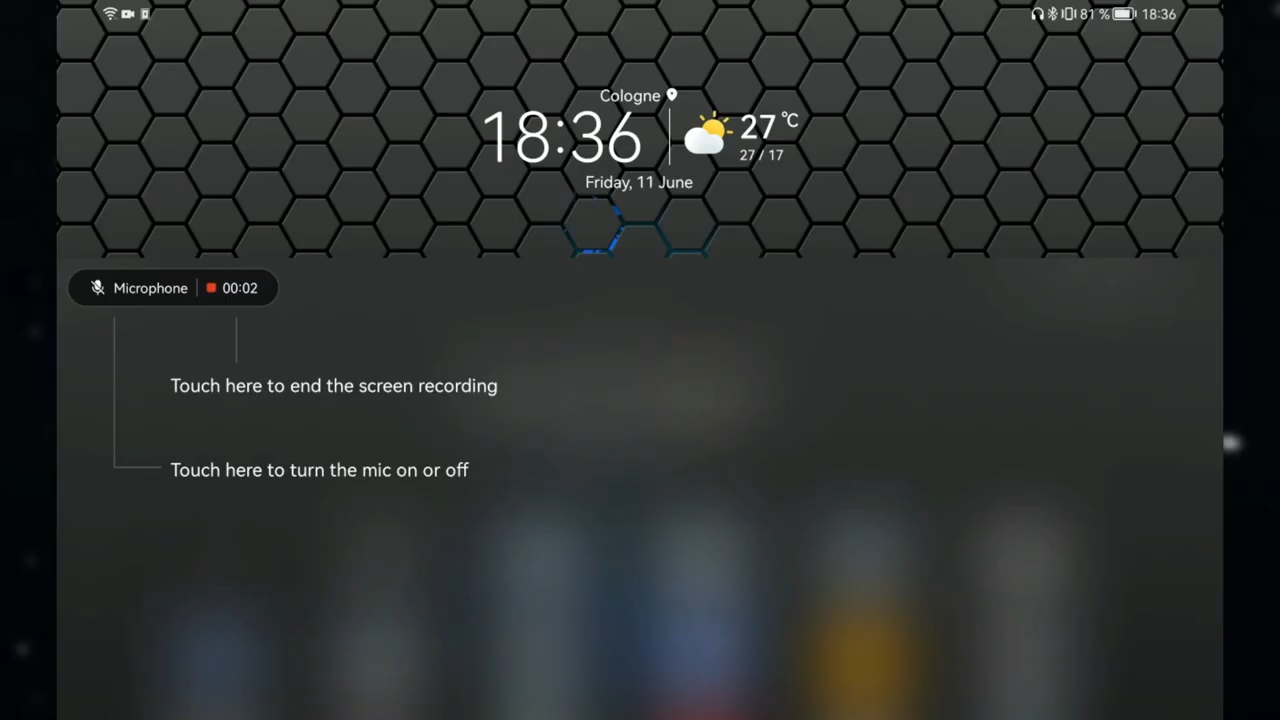 81 % 18:36
Cologne
18:36
27 °C
27 / 17
Friday, 11 June
Microphone 00:02
Touch here to end the screen recording
Touch here to turn the mic on or off